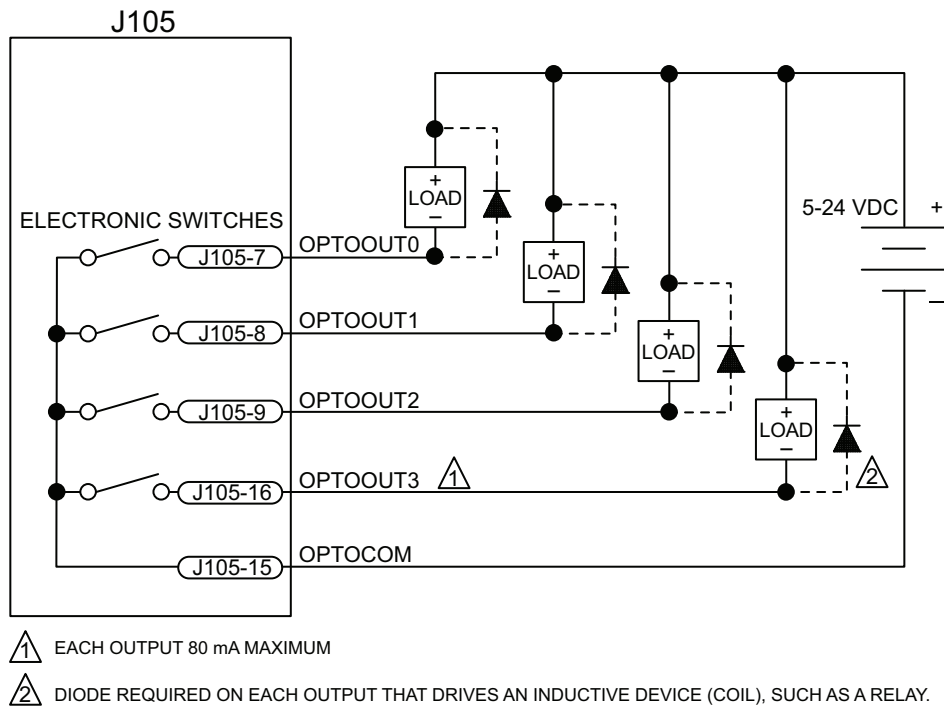 J105
+
LOAD
−
5-24 VDC +
ELECTRONIC SWITCHES
J105-7 OPTOOUT0
+
LOAD
−
−
J105-8 OPTOOUT1
+
LOAD
−
J105-9 OPTOOUT2
+
LOAD
−
J105-16 OPTOOUT3 1
2
J105-15 OPTOCOM
1 EACH OUTPUT 80 mA MAXIMUM
2 DIODE REQUIRED ON EACH OUTPUT THAT DRIVES AN INDUCTIVE DEVICE (COIL), SUCH AS A RELAY.